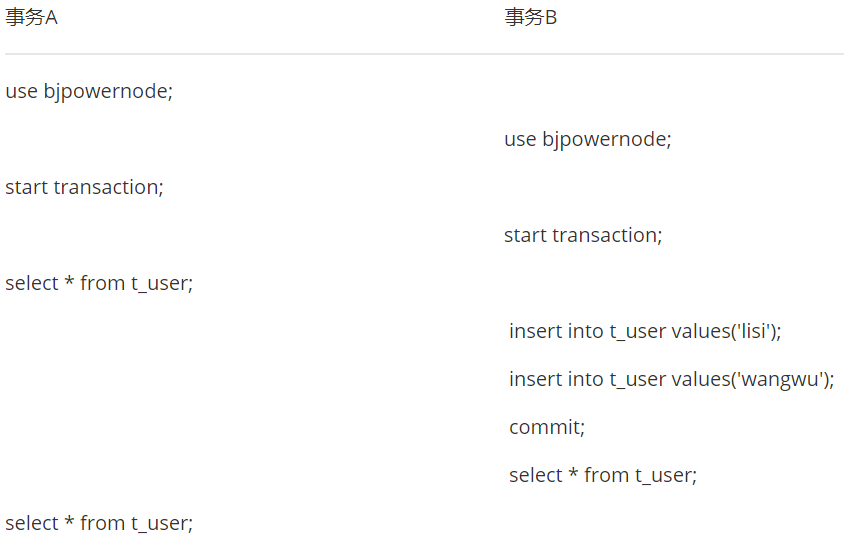 事务A 事务B
use bjpowernode;
use bjpowernode;
start transaction;
start transaction;
select * from t_user;
insert into t_user values('lisi');
insert into t_user values('wangwu');
commit;
select * from t_user;
select * from t_user;